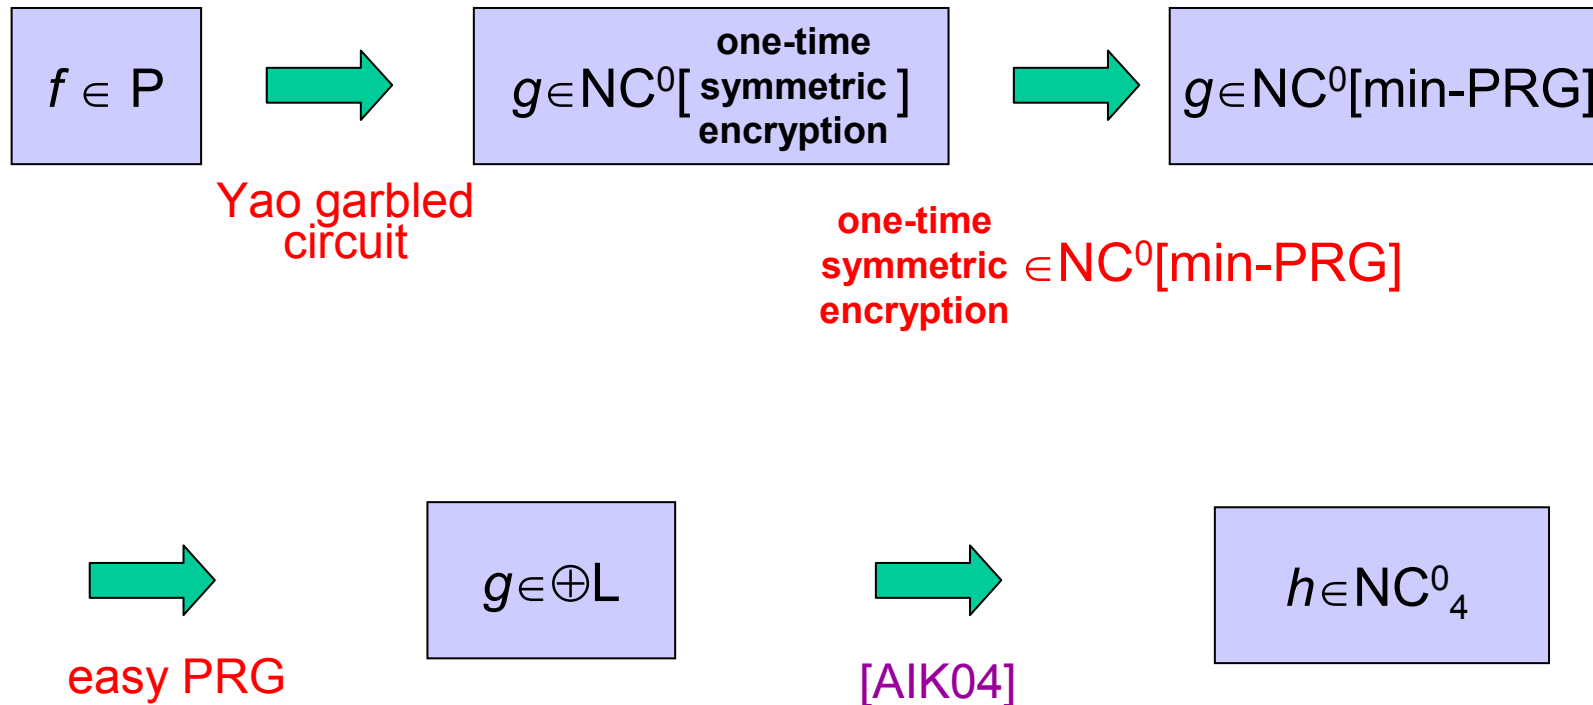 f ∈ P
g∈NC⁰[ one-time symmetric encryption ]
g∈NC⁰[min-PRG]
Yao garbled
circuit
one-time
symmetric
encryption
∈NC⁰[min-PRG]
g∈⊕L
h∈NC⁰₄
easy PRG
[AIK04]